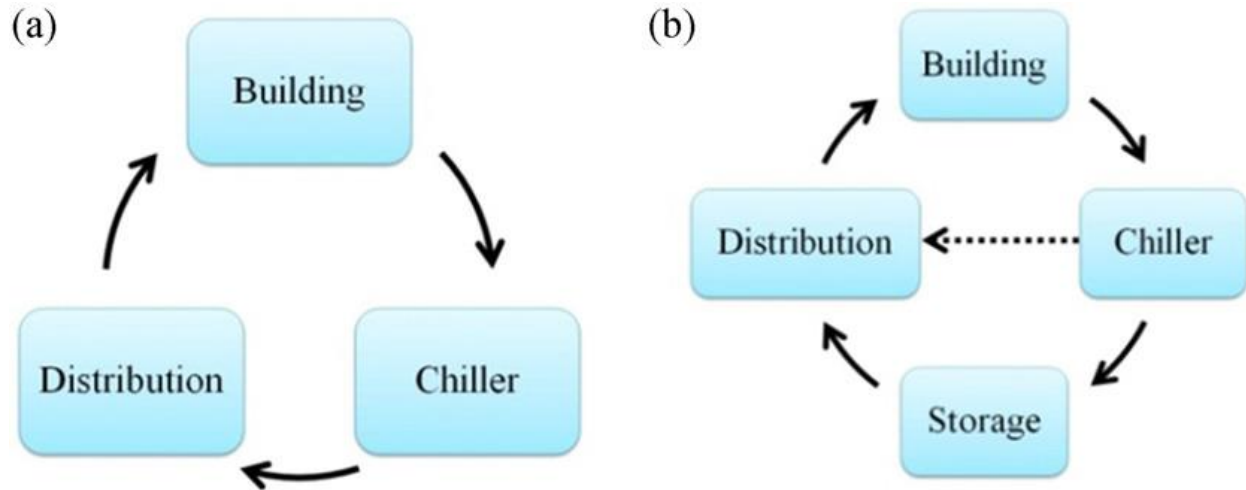 (a)
Building
Distribution
Chiller
(b)
Building
Distribution
Chiller
Storage